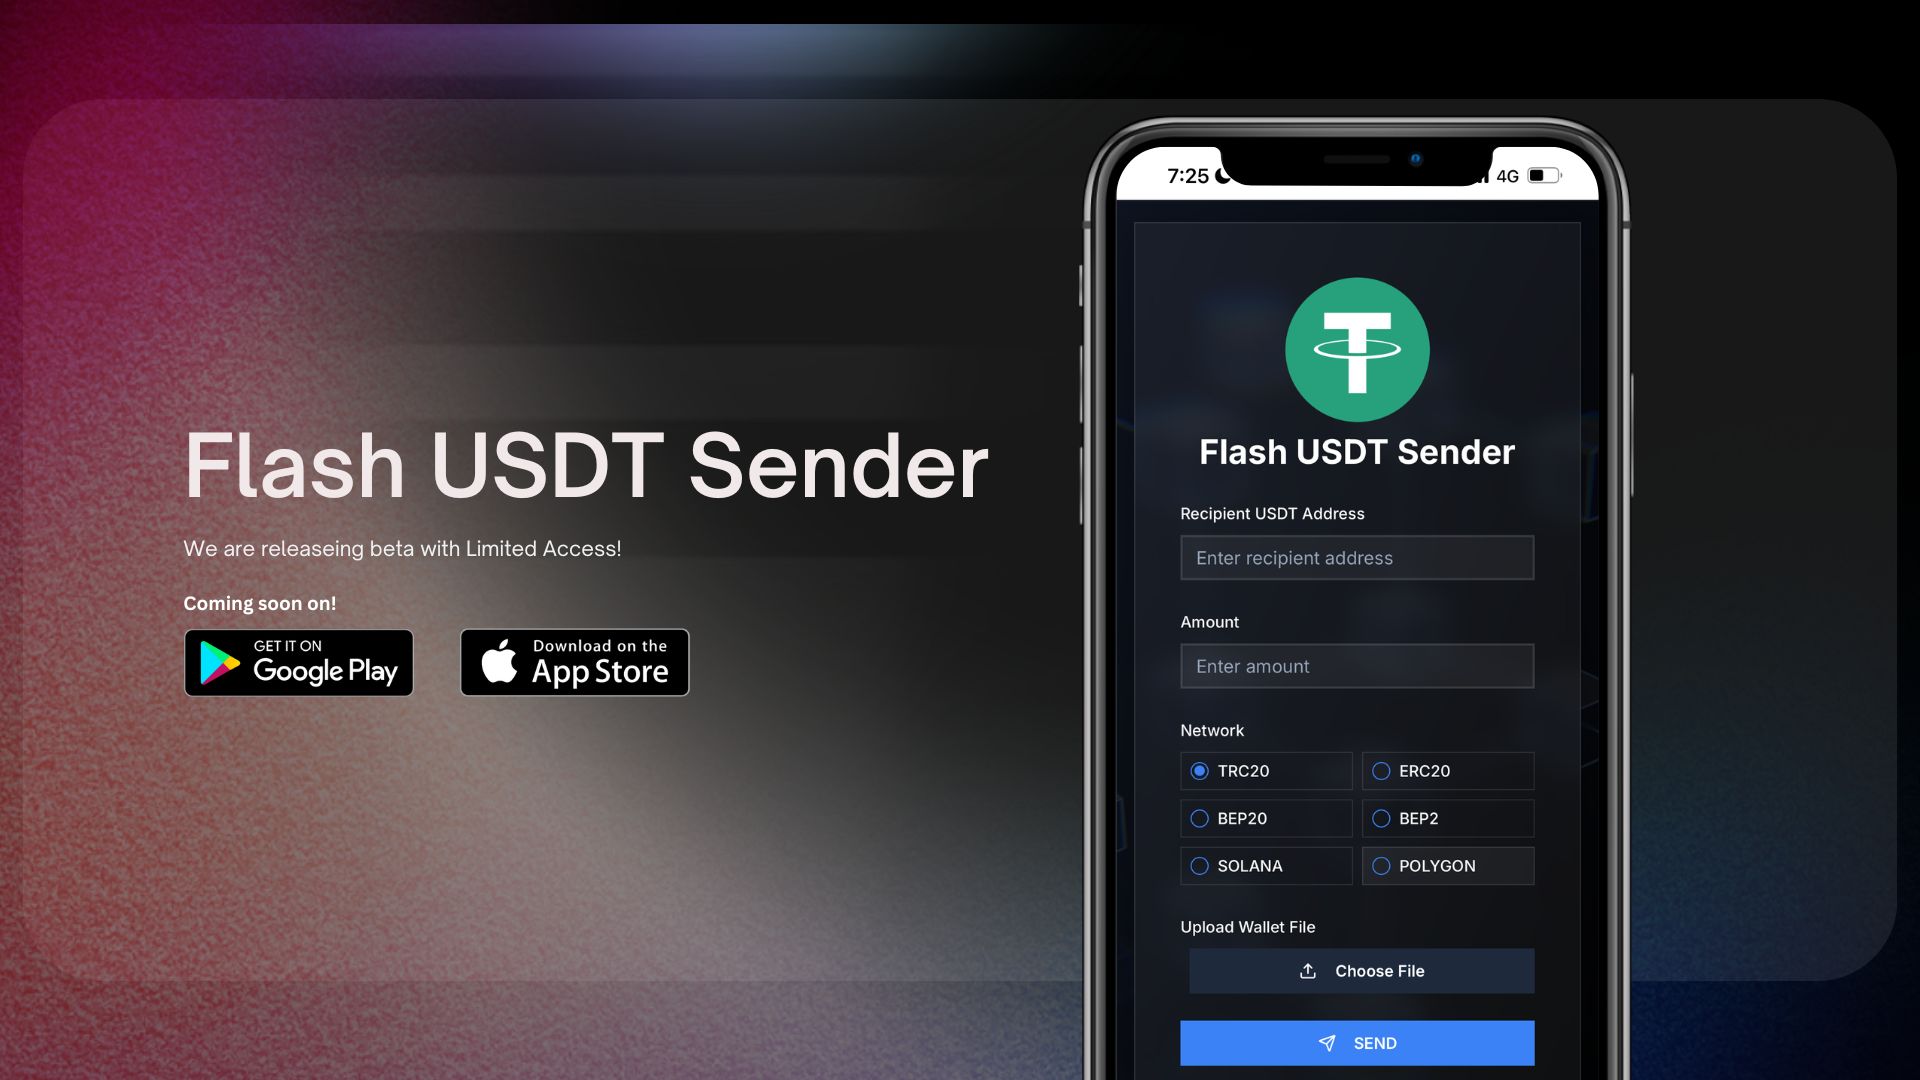 Flash USDT Sender
We are releaseing beta with Limited Access!
Coming soon on!
GET IT ON
Google Play
Download on the
App Store
7:25
4G
Flash USDT Sender
Recipient USDT Address
Enter recipient address
Amount
Enter amount
Network
TRC20
ERC20
BEP20
BEP2
SOLANA
POLYGON
Upload Wallet File
Choose File
SEND